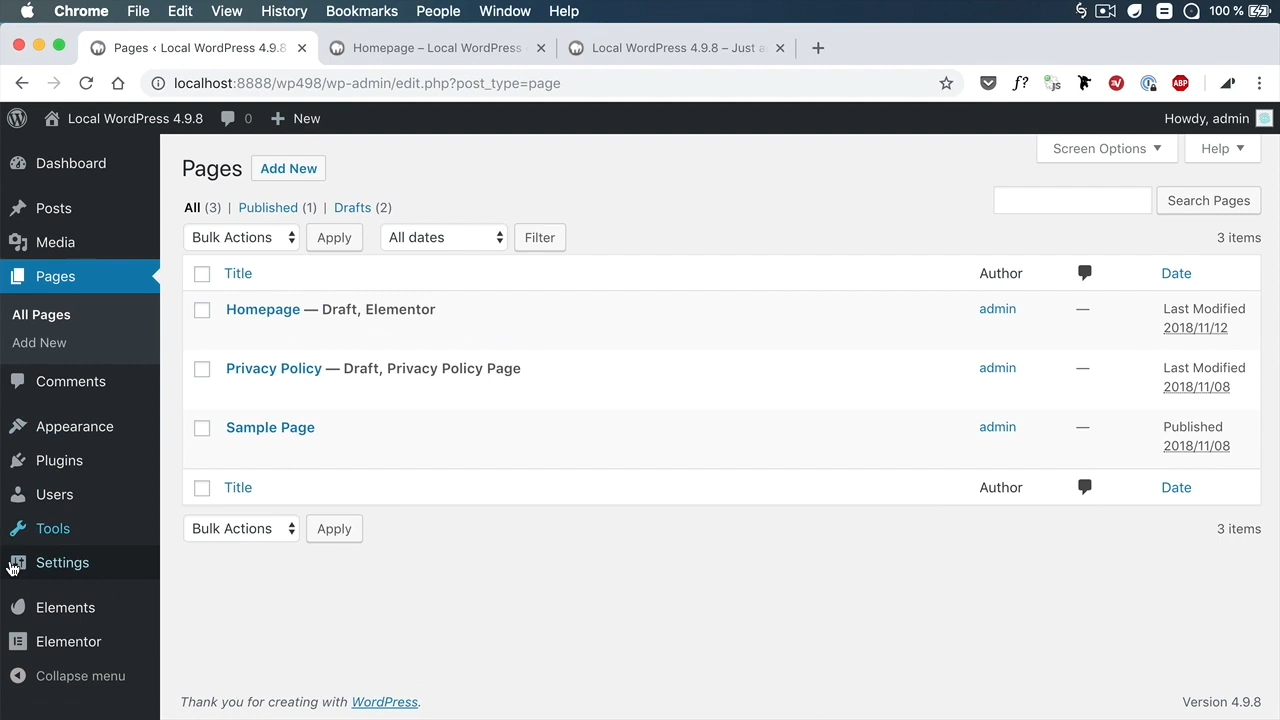 Chrome File Edit View History Bookmarks People Window Help 100 %
Pages ‹ Local WordPress 4.9.8 Homepage – Local WordPress Local WordPress 4.9.8 – Just a
localhost:8888/wp498/wp-admin/edit.php?post_type=page f? JS ABP
Local WordPress 4.9.8 0 New Howdy, admin
Dashboard
Posts
Media
Pages
All Pages
Add New
Comments
Appearance
Plugins
Users
Tools
Settings
Elements
Elementor
Collapse menu
Screen Options Help
Pages Add New
All (3) | Published (1) | Drafts (2)
Search Pages
Bulk Actions Apply All dates Filter 3 items
Title Author Date
Homepage — Draft, Elementor admin — Last Modified
2018/11/12
Privacy Policy — Draft, Privacy Policy Page admin — Last Modified
2018/11/08
Sample Page admin — Published
2018/11/08
Title Author Date
Bulk Actions Apply 3 items
Thank you for creating with WordPress. Version 4.9.8